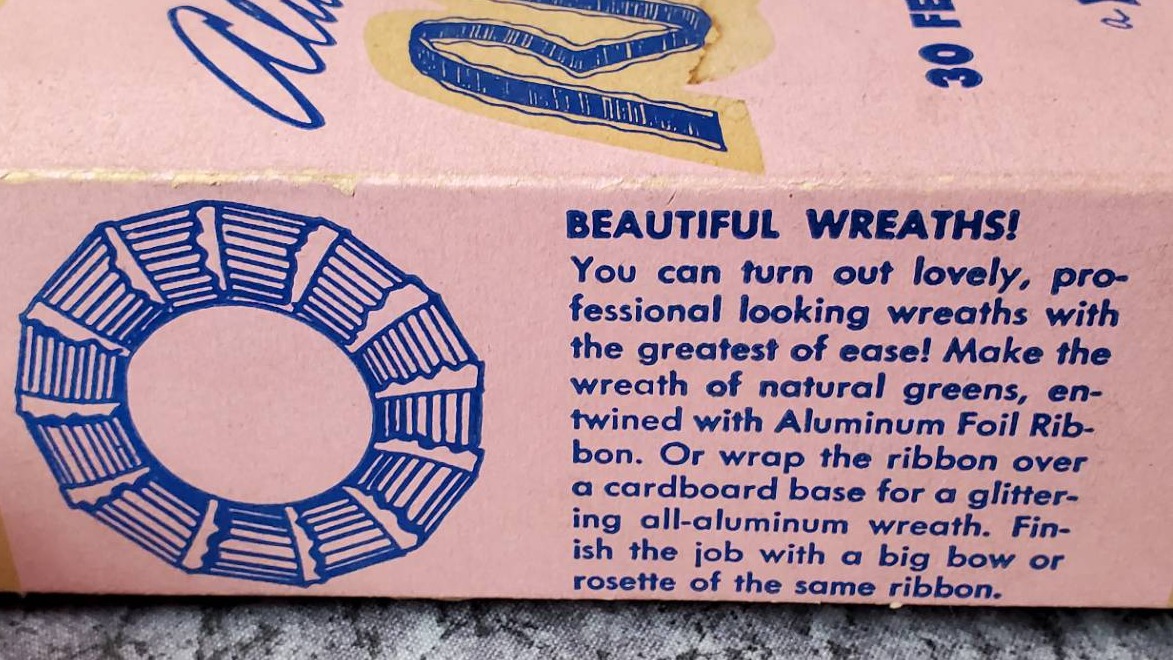 30 FE
BEAUTIFUL WREATHS!
You can turn out lovely, pro-
fessional looking wreaths with
the greatest of ease! Make the
wreath of natural greens, en-
twined with Aluminum Foil Rib-
bon. Or wrap the ribbon over
a cardboard base for a glitter-
ing all-aluminum wreath. Fin-
ish the job with a big bow or
rosette of the same ribbon.